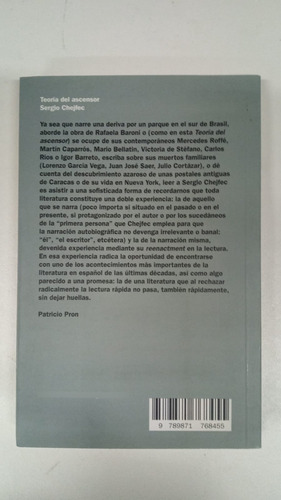 Teoría del ascensor
Sergio Chejfec
Ya sea que narre una deriva por un parque en el sur de Brasil,
aborde la obra de Rafaela Baroni o (como en esta Teoría del
ascensor) se ocupe de sus contemporáneos Mercedes Roffé,
Martín Caparrós, Mario Bellatin, Victoria de Stéfano, Carlos
Ríos o Igor Barreto, escriba sobre sus muertos familiares
(Lorenzo García Vega, Juan José Saer, Julio Cortázar), o dé
cuenta del descubrimiento azaroso de unas postales antiguas
de Caracas o de su vida en Nueva York, leer a Sergio Chejfec
es asistir a una sofisticada forma de recordarnos que toda
literatura constituye una doble experiencia: la de aquello
que se narra (poco importa si situado en el pasado o en el
presente, si protagonizado por el autor o por los sucedáneos
de la “primera persona” que Chejfec emplea para que
la narración autobiográfica no devenga irrelevante o banal:
“él”, “el escritor”, etcétera) y la de la narración misma,
devenida experiencia mediante su reenactment en la lectura.
En esa experiencia radica la oportunidad de encontrarse
con uno de los acontecimientos más importantes de la
literatura en español de las últimas décadas, así como algo
parecido a una promesa: la de una literatura que al rechazar
radicalmente la lectura rápida no pasa, también rápidamente,
sin dejar huellas.
Patricio Pron
9 789871 768455